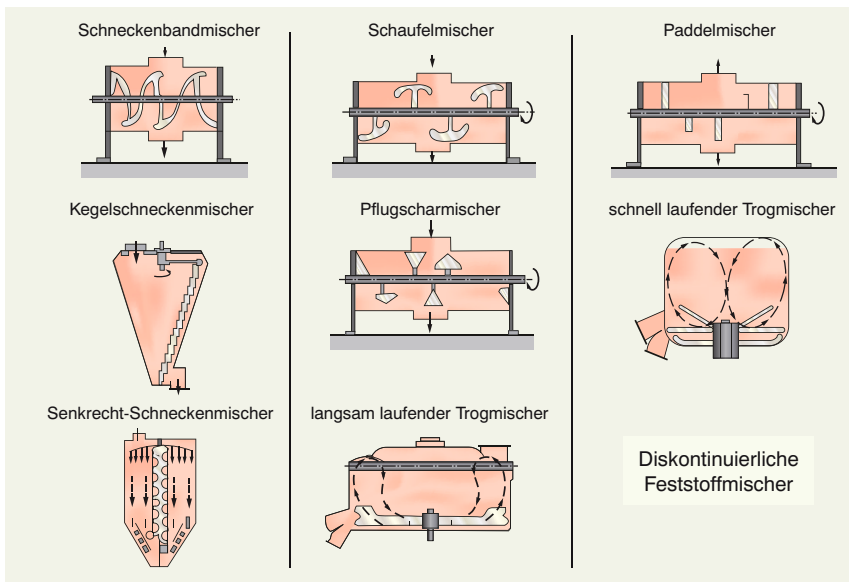 Schneckenbandmischer
Schaufelmischer
Paddelmischer
Kegelschneckenmischer
Pflugscharmischer
schnell laufender Trogmischer
Senkrecht-Schneckenmischer
langsam laufender Trogmischer
Diskontinuierliche
Feststoffmischer